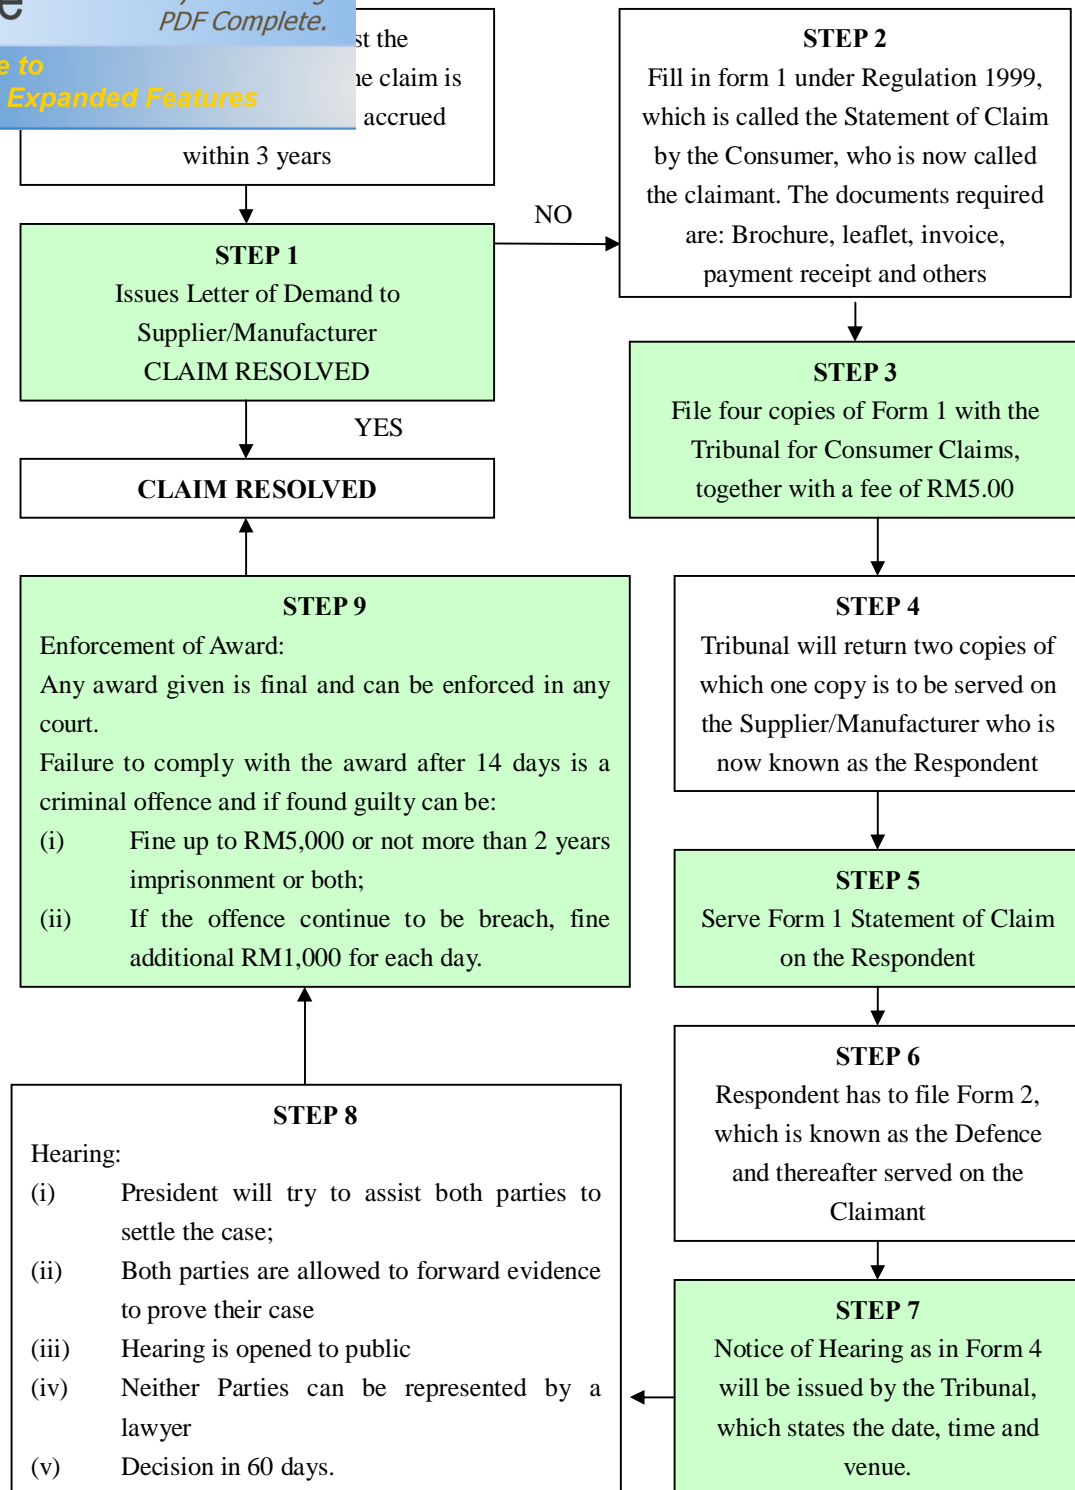 PDF Complete.
e to
Expanded Features
st the
e claim is
accrued
within 3 years
STEP 1
Issues Letter of Demand to
Supplier/Manufacturer
CLAIM RESOLVED
NO
YES
CLAIM RESOLVED
STEP 2
Fill in form 1 under Regulation 1999,
which is called the Statement of Claim
by the Consumer, who is now called
the claimant. The documents required
are: Brochure, leaflet, invoice,
payment receipt and others
STEP 3
File four copies of Form 1 with the
Tribunal for Consumer Claims,
together with a fee of RM5.00
STEP 4
Tribunal will return two copies of
which one copy is to be served on
the Supplier/Manufacturer who is
now known as the Respondent
STEP 5
Serve Form 1 Statement of Claim
on the Respondent
STEP 6
Respondent has to file Form 2,
which is known as the Defence
and thereafter served on the
Claimant
STEP 7
Notice of Hearing as in Form 4
will be issued by the Tribunal,
which states the date, time and
venue.
STEP 8
Hearing:
(i) President will try to assist both parties to
settle the case;
(ii) Both parties are allowed to forward evidence
to prove their case
(iii) Hearing is opened to public
(iv) Neither Parties can be represented by a
lawyer
(v) Decision in 60 days.
STEP 9
Enforcement of Award:
Any award given is final and can be enforced in any
court.
Failure to comply with the award after 14 days is a
criminal offence and if found guilty can be:
(i) Fine up to RM5,000 or not more than 2 years
imprisonment or both;
(ii) If the offence continue to be breach, fine
additional RM1,000 for each day.